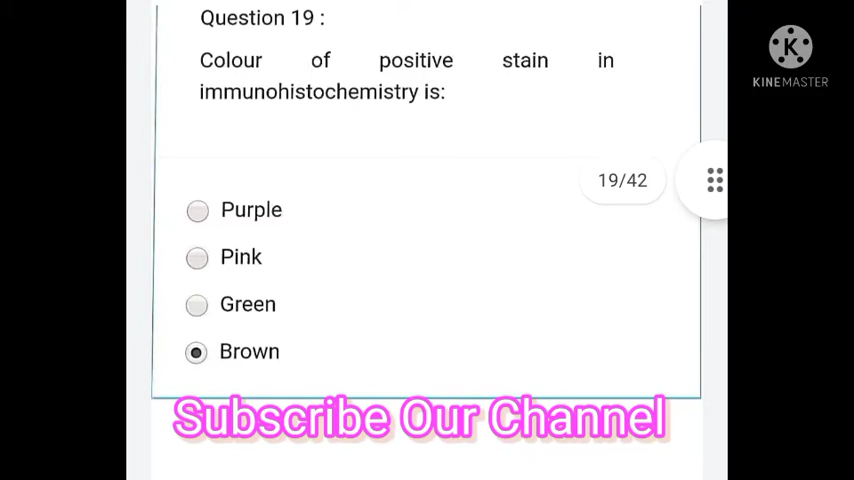 Question 19 :
Colour of positive stain in
immunohistochemistry is:
19/42
Purple
Pink
Green
Brown
Subscribe Our Channel
K
KINEMASTER